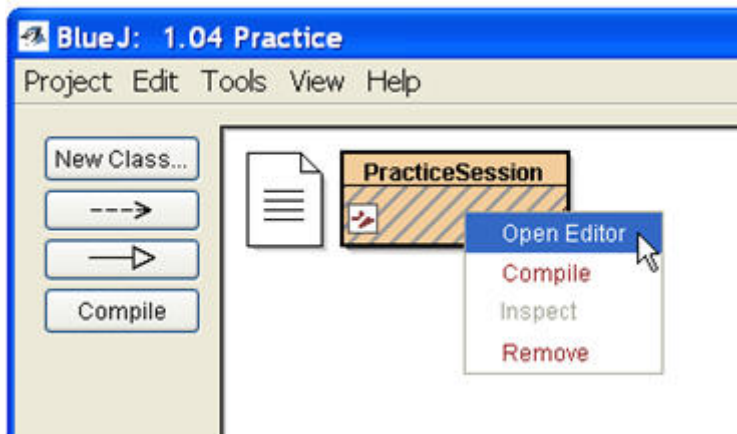 BlueJ: 1.04 Practice
Project Edit Tools View Help
New Class...
PracticeSession
Open Editor
Compile
Compile
Inspect
Remove